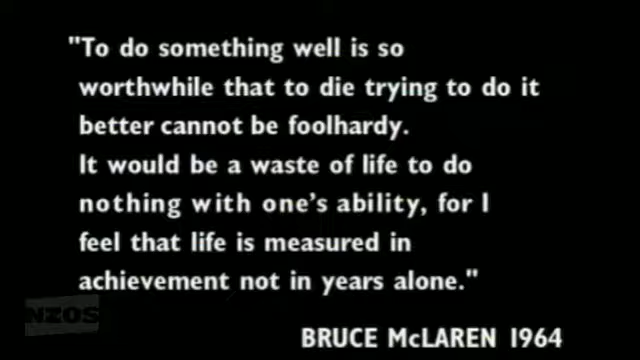 "To do something well is so
worthwhile that to die trying to do it
better cannot be foolhardy.
It would be a waste of life to do
nothing with one's ability, for I
feel that life is measured in
achievement not in years alone."
NZOS
BRUCE McLAREN 1964